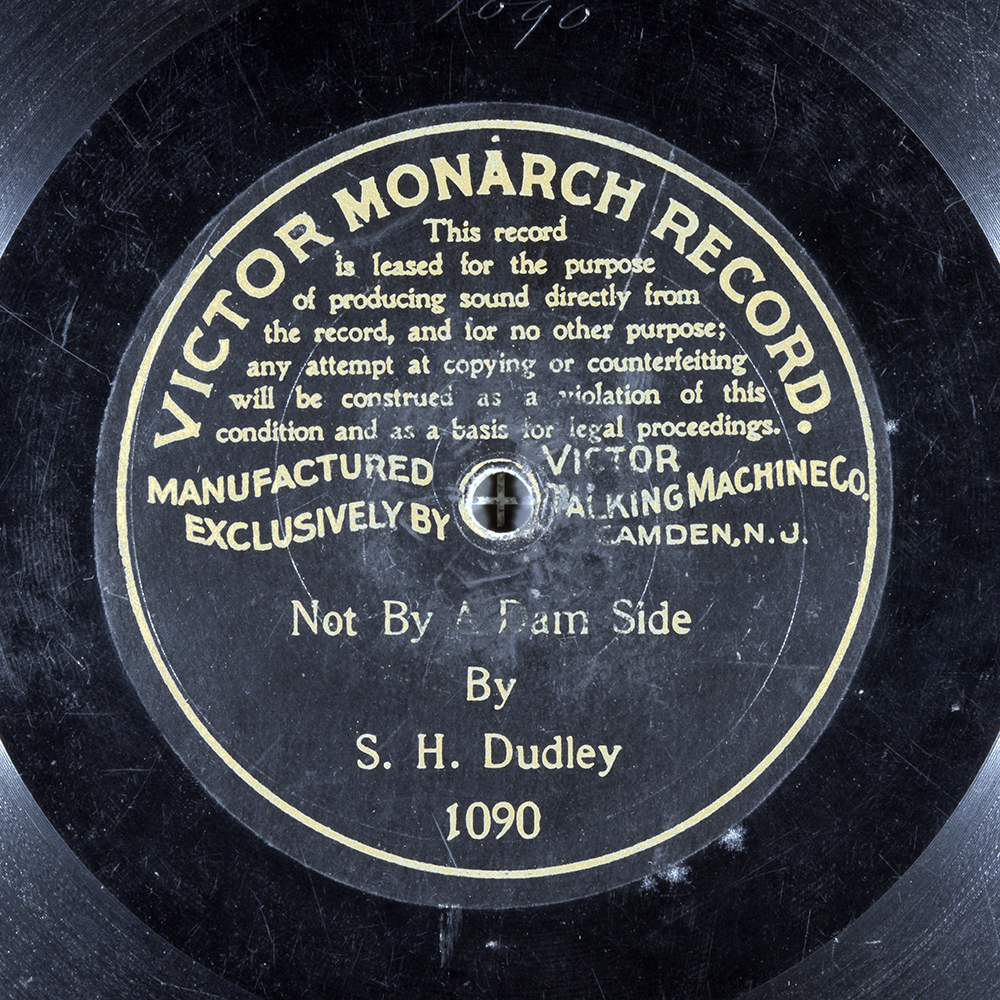 1090
VICTOR MONARCH RECORD.
This record
is leased for the purpose
of producing sound directly from
the record, and for no other purpose;
any attempt at copying or counterfeiting
will be construed as a violation of this
condition and as a basis for legal proceedings.
MANUFACTURED
EXCLUSIVELY BY
VICTOR
TALKING MACHINE Co.
CAMDEN, N. J.
Not By A Dam Side
By
S. H. Dudley
1090